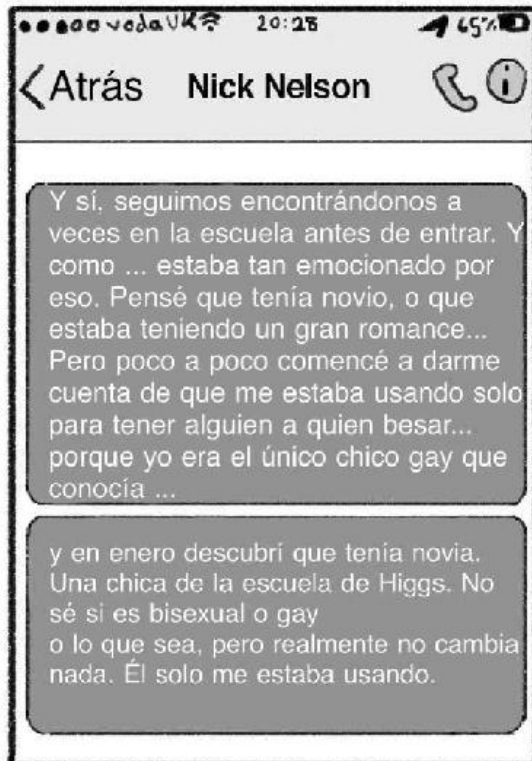 vodaUK 20:28 65%
Atrás Nick Nelson
Y sí, seguimos encontrándonos a
veces en la escuela antes de entrar. Y
como ... estaba tan emocionado por
eso. Pensé que tenía novio, o que
estaba teniendo un gran romance...
Pero poco a poco comencé a darme
cuenta de que me estaba usando solo
para tener alguien a quien besar...
porque yo era el único chico gay que
conocía ...
y en enero descubrí que tenía novia.
Una chica de la escuela de Higgs. No
sé si es bisexual o gay
o lo que sea, pero realmente no cambia
nada. Él solo me estaba usando.